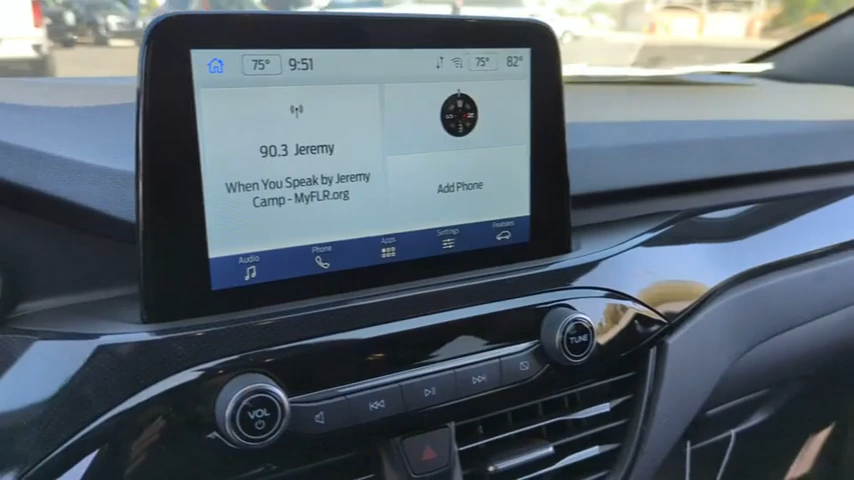 75° 9:51 75° 82°
90.3 Jeremy
When You Speak by Jeremy
Camp - MyFLR.org
Add Phone
Audio Phone Apps Settings Features
VOL
TUNE